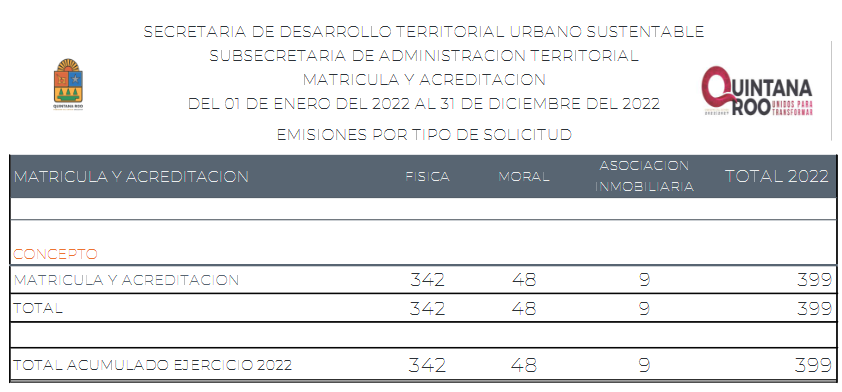 SECRETARIA DE DESARROLLO TERRITORIAL URBANO SUSTENTABLE
SUBSECRETARIA DE ADMINISTRACION TERRITORIAL
MATRICULA Y ACREDITACION
DEL 01 DE ENERO DEL 2022 AL 31 DE DICIEMBRE DEL 2022
EMISIONES POR TIPO DE SOLICITUD
QUINTANA ROO
QUINTANA
ROO UNIDOS PARA
TRANSFORMAR
MATRICULA Y ACREDITACION FISICA MORAL ASOCIACION INMOBILIARIA TOTAL 2022
CONCEPTO
MATRICULA Y ACREDITACION 342 48 9 399
TOTAL 342 48 9 399
TOTAL ACUMULADO EJERCICIO 2022 342 48 9 399